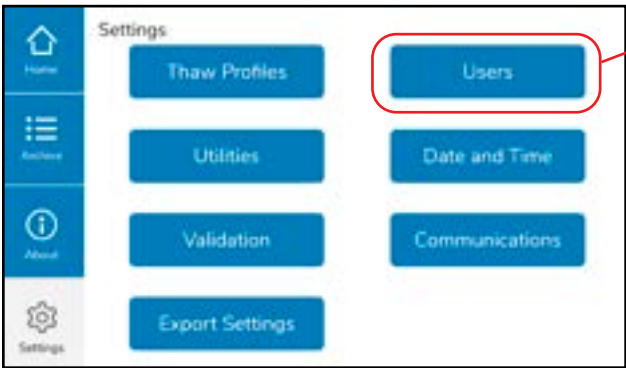 Settings
Home
Thaw Profiles
Users
Archive
Utilities
Date and Time
About
Validation
Communications
Settings
Export Settings